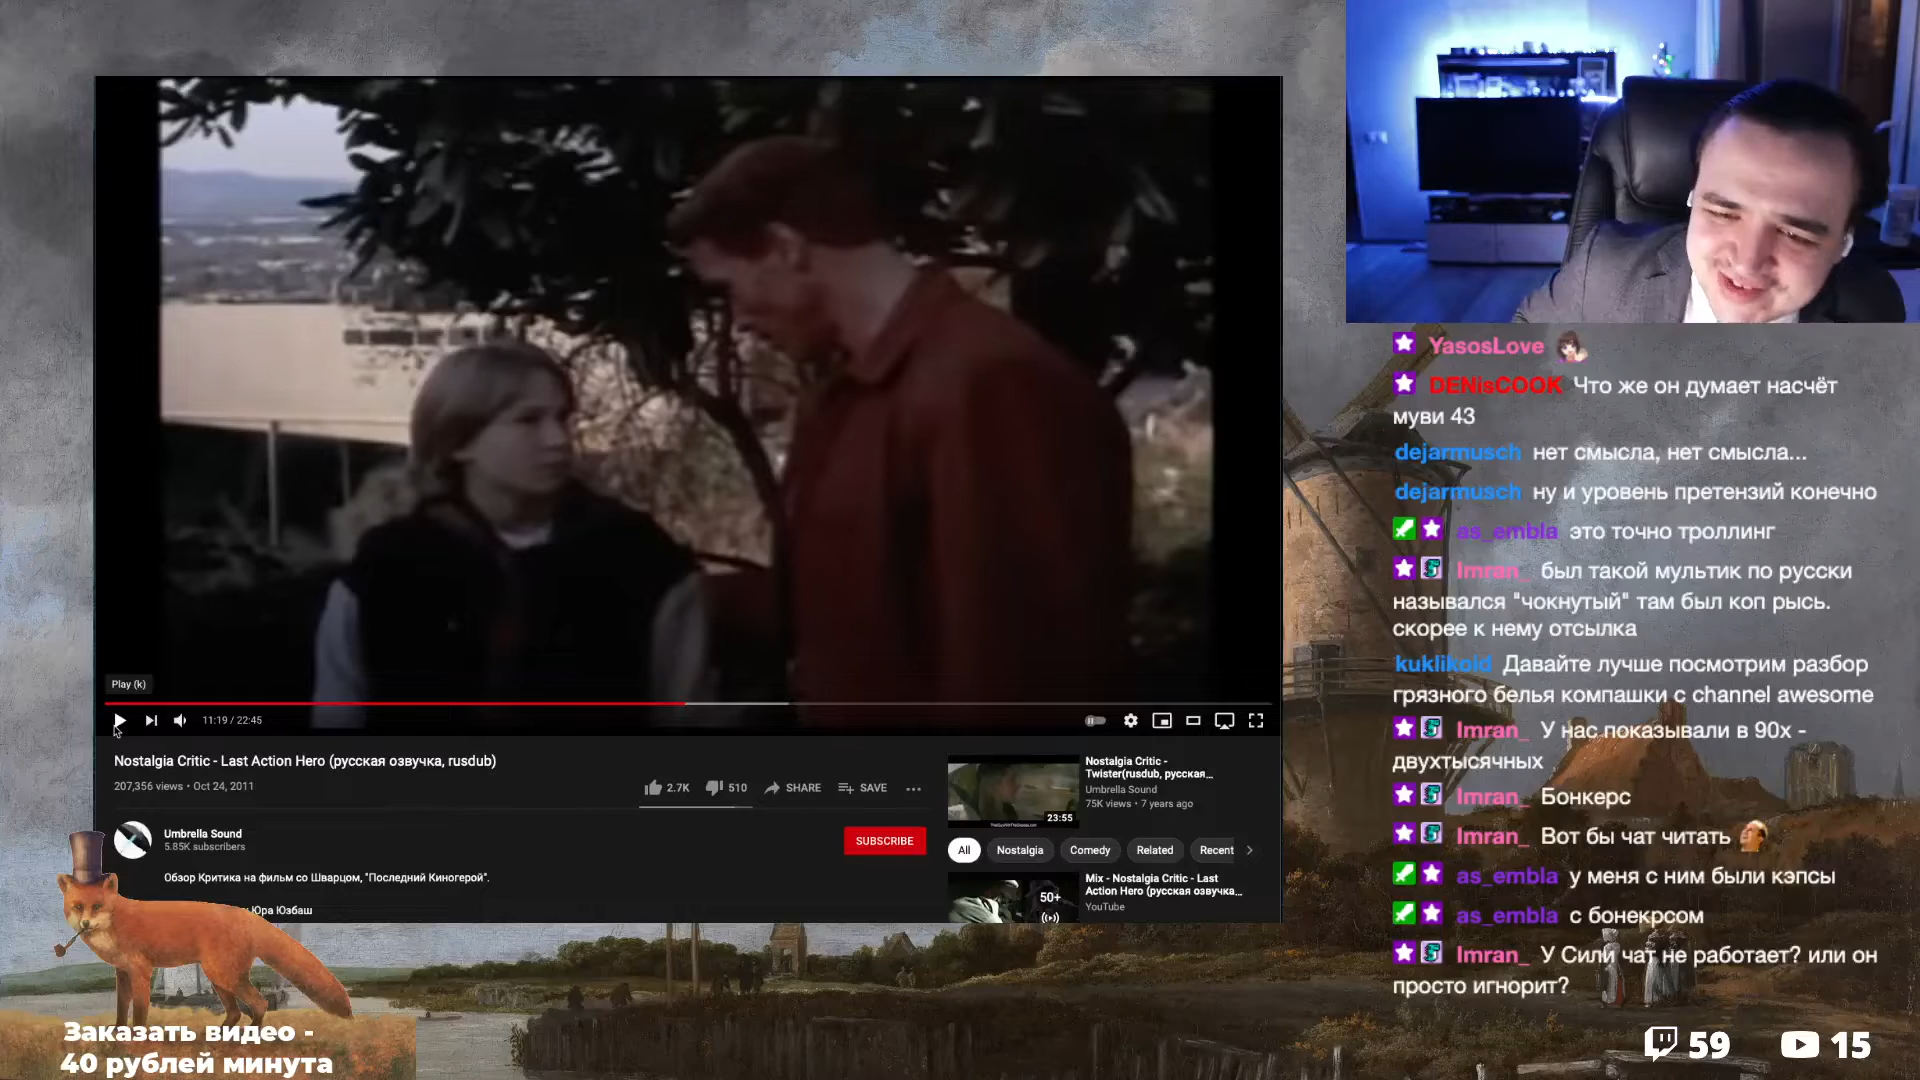 Play (k)
11:19 / 22:45
Nostalgia Critic - Last Action Hero (русская озвучка, rusdub)
207,356 views • Oct 24, 2011
2.7K
510
SHARE
SAVE
Umbrella Sound
5.85K subscribers
SUBSCRIBE
Обзор Критика на фильм со Шварцом, "Последний Киногерой".
Юра Юзбаш
Nostalgia Critic -
Twister(rusdub, русская...
Umbrella Sound
75K views • 7 years ago
23:55
All
Nostalgia
Comedy
Related
Recent
Mix - Nostalgia Critic - Last
Action Hero (русская озвучка...
YouTube
50+
Заказать видео -
40 рублей минута
YasosLove
DENisCOOK Что же он думает насчёт
муви 43
dejarmusch нет смысла, нет смысла...
dejarmusch ну и уровень претензий конечно
as_embla это точно троллинг
Imran_ был такой мультик по русски
назывался "чокнутый" там был коп рысь.
скорее к нему отсылка
kuklikoid Давайте лучше посмотрим разбор
грязного белья компашки с channel awesome
Imran_ У нас показывали в 90х -
двухтысячных
Imran_ Бонкерс
Imran_ Вот бы чат читать
as_embla у меня с ним были кэпсы
as_embla с бонекрсом
Imran_ У Сили чат не работает? или он
просто игнорит?
59
15